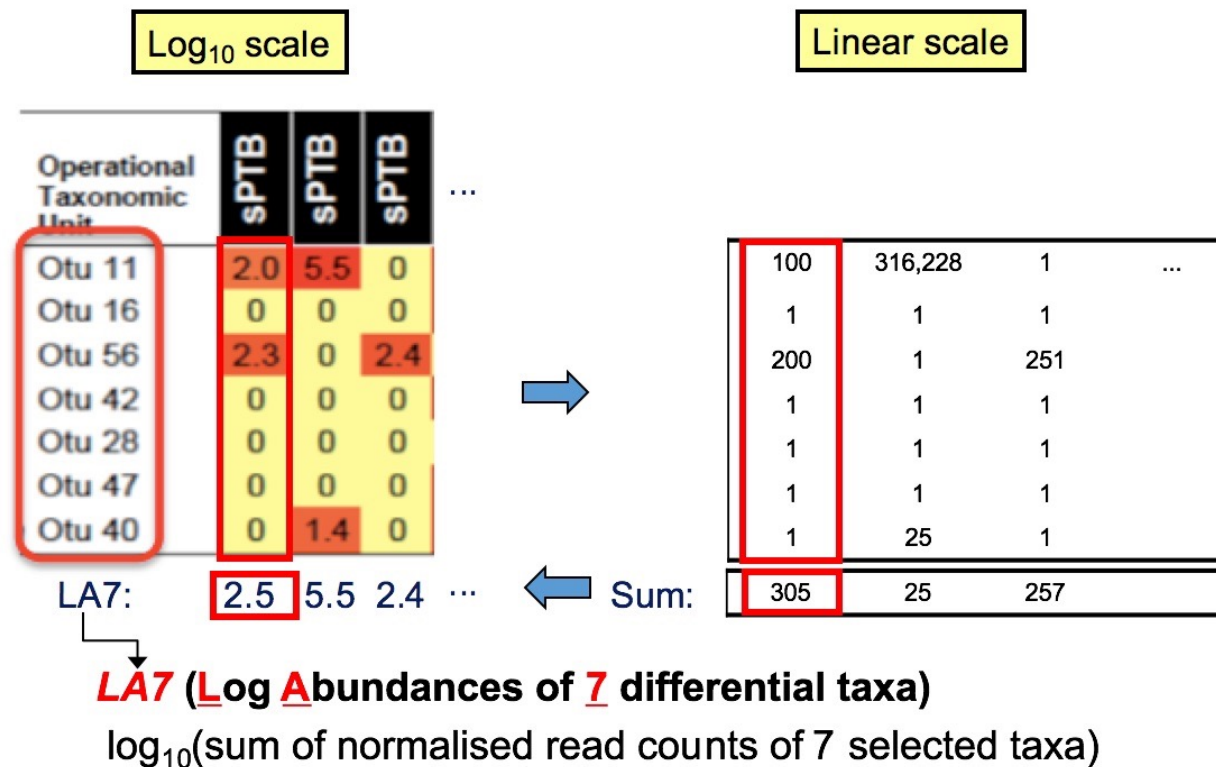 Log10 scale
Linear scale
Operational Taxonomic Unit sPTB sPTB sPTB ...
Otu 11 2.0 5.5 0
Otu 16 0 0 0
Otu 56 2.3 0 2.4
Otu 42 0 0 0
Otu 28 0 0 0
Otu 47 0 0 0
Otu 40 0 1.4 0
LA7: 2.5 5.5 2.4 ...
100 316,228 1 ...
1 1 1
200 1 251
1 1 1
1 1 1
1 1 1
1 25 1
Sum: 305 25 257
LA7 (Log Abundances of 7 differential taxa)
log10(sum of normalised read counts of 7 selected taxa)